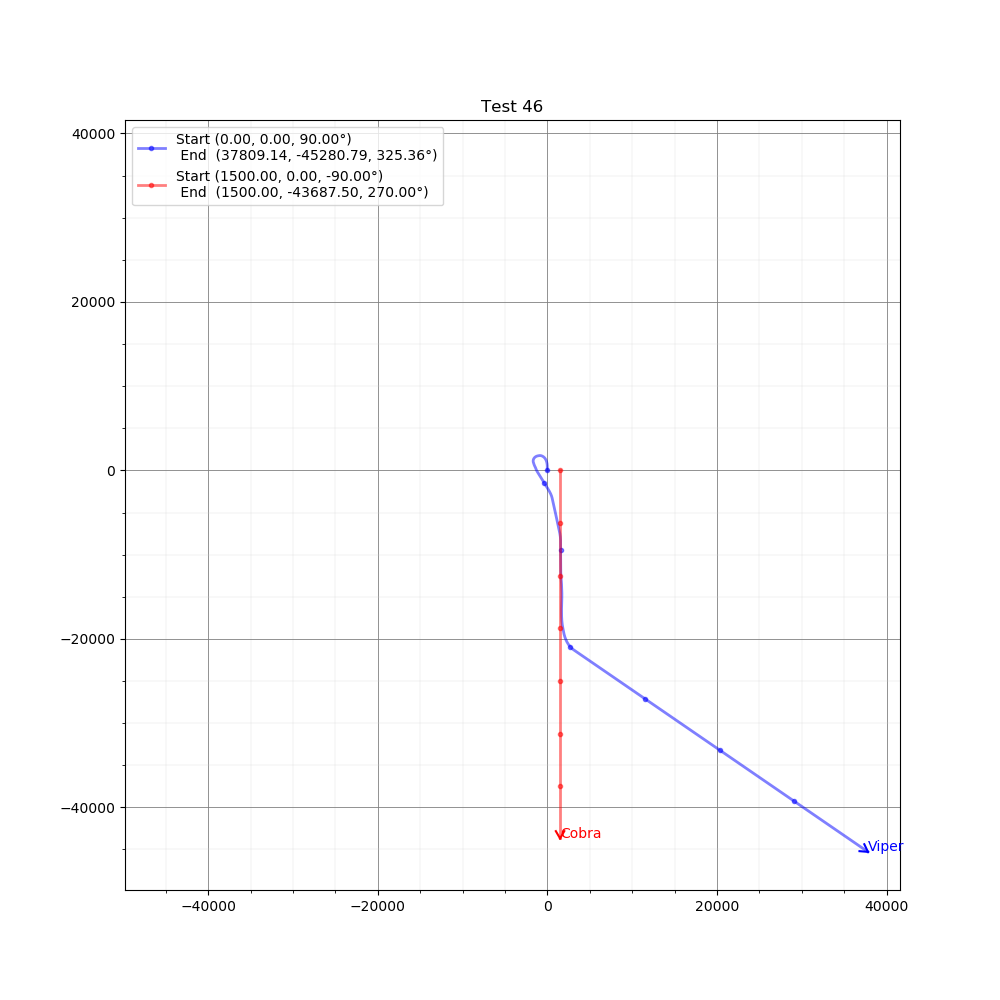 Test 46
Start (0.00, 0.00, 90.00°)
End  (37809.14, -45280.79, 325.36°)
Start (1500.00, 0.00, -90.00°)
End  (1500.00, -43687.50, 270.00°)
40000
20000
0
−20000
−40000
Cobra
Viper
−40000
−20000
0
20000
40000